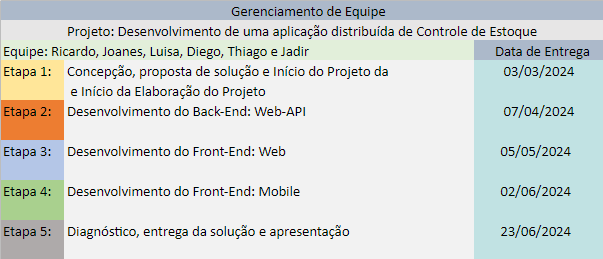 Gerenciamento de Equipe
Projeto: Desenvolvimento de uma aplicação distribuída de Controle de Estoque
Equipe: Ricardo, Joanes, Luisa, Diego, Thiago e Jadir Data de Entrega
Etapa 1: Concepção, proposta de solução e Início do Projeto da 03/03/2024
e Início da Elaboração do Projeto
Etapa 2: Desenvolvimento do Back-End: Web-API 07/04/2024
Etapa 3: Desenvolvimento do Front-End: Web 05/05/2024
Etapa 4: Desenvolvimento do Front-End: Mobile 02/06/2024
Etapa 5: Diagnóstico, entrega da solução e apresentação 23/06/2024